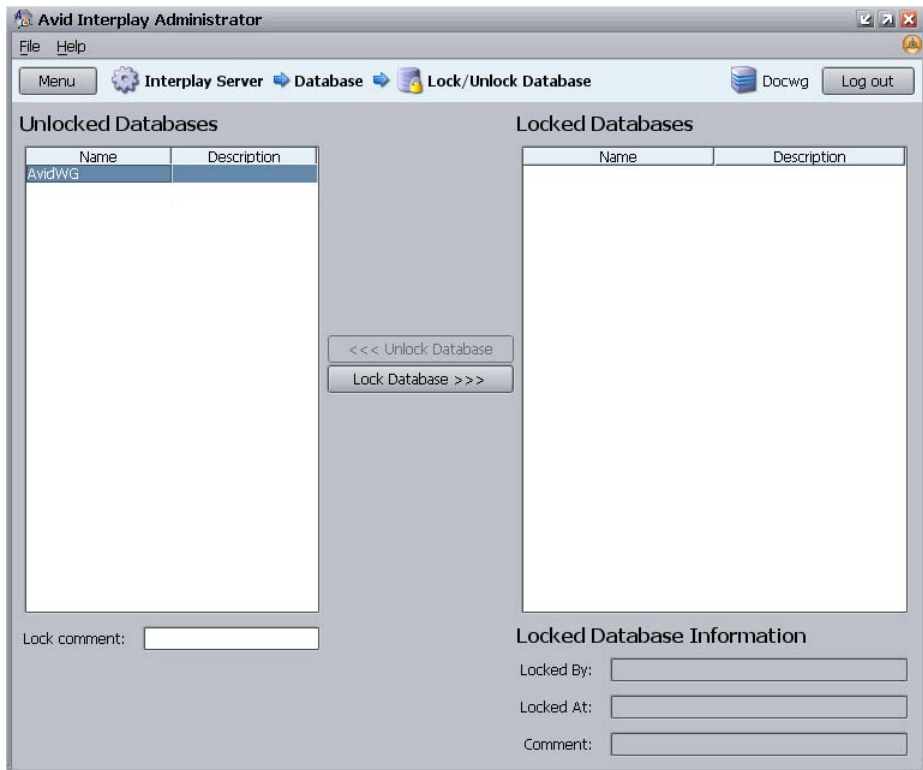 Avid Interplay Administrator
File Help
Menu Interplay Server Database Lock/Unlock Database Docwg Log out
Unlocked Databases
Name Description
AvidWG
Locked Databases
Name Description
<<< Unlock Database
Lock Database >>>
Lock comment:
Locked Database Information
Locked By:
Locked At:
Comment: